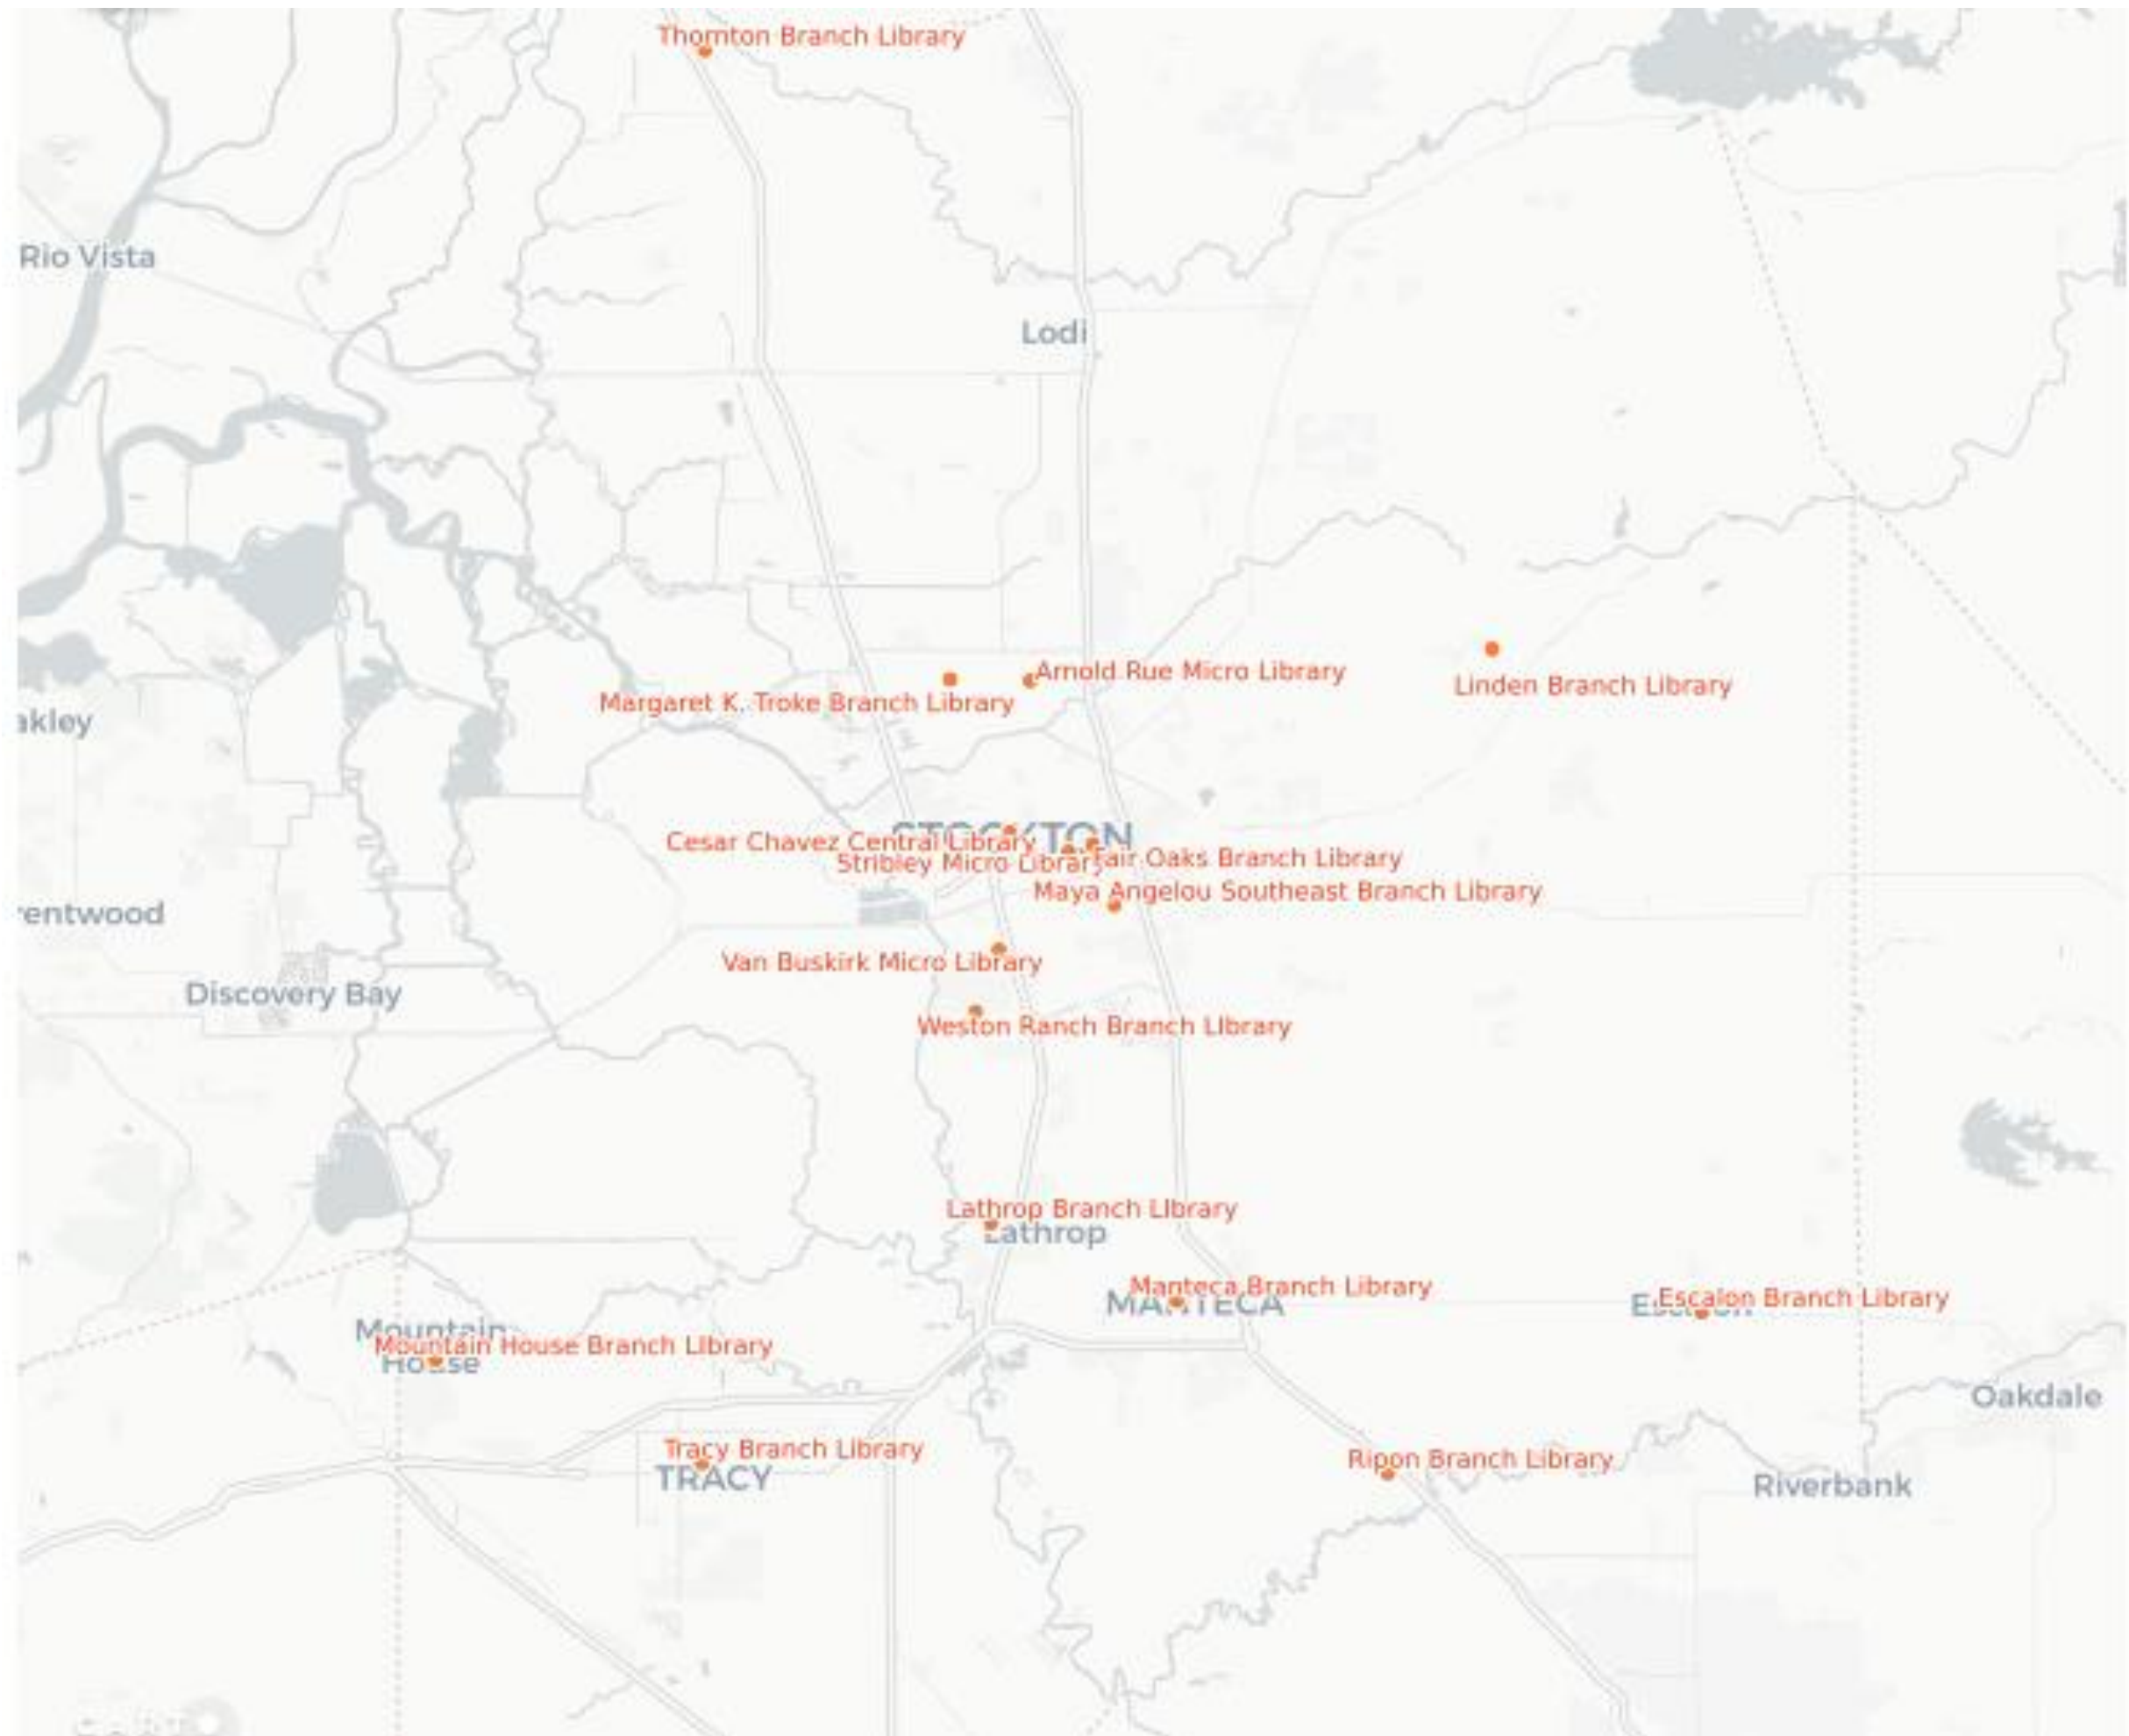 Thornton Branch Library
Rio Vista
Lodi
Arnold Rue Micro Library
Linden Branch Library
Margaret K. Troke Branch Library
akley
STOCKTON
Cesar Chavez Central Library
Fair Oaks Branch Library
Stribley Micro Library
Maya Angelou Southeast Branch Library
entwood
Van Buskirk Micro Library
Discovery Bay
Weston Ranch Branch LIbrary
Lathrop Branch LIbrary
Lathrop
Manteca Branch Library
MANTECA
Escalon Branch Library
Escalon
Mountain
Mountain House Branch LIbrary
House
Oakdale
Tracy Branch Library
TRACY
Ripon Branch Library
Riverbank